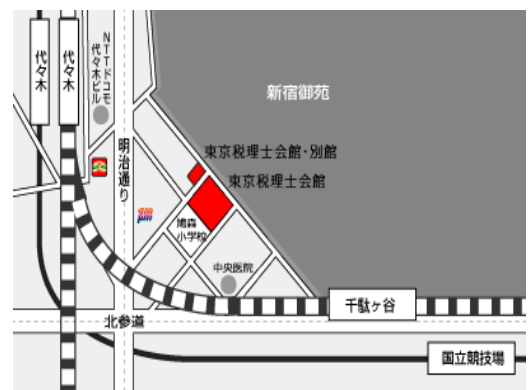 代々木
代々木
NTTドコモ
代々木ビル
新宿御苑
明治通り
東京税理士会館・別館
東京税理士会館
am
pm
鳩森
小学校
中央医院
千駄ヶ谷
北参道
国立競技場